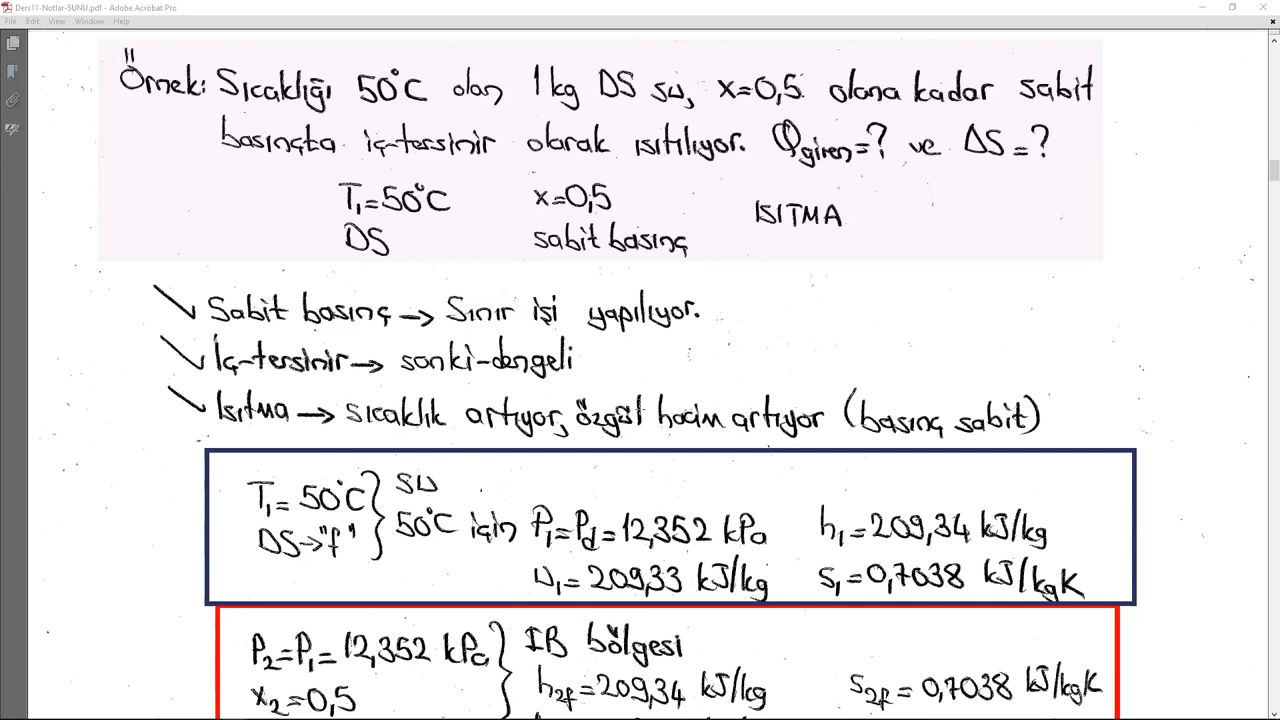 Ders11-Notlar-SUNU.pdf - Adobe Acrobat Pro
File Edit View Window Help
Örnek: Sıcaklığı 50°C olan 1kg DS su, x=0,5 olana kadar sabit
basınçta iç-tersinir olarak ısıtılıyor. Qgiren=? ve ΔS=?
T₁=50°C x=0,5 ISITMA
DS sabit basınç
Sabit basınç → Sınır işi yapılıyor.
İç-tersinir → sanki-dengeli
Isıtma → sıcaklık artıyor, özgül hacim artıyor (basınç sabit)
T₁=50°C } su
DS→"f" 50°C için P₁=Pd=12,352 kPa h₁=209,34 kJ/kg
u₁=209,33 kJ/kg s₁=0,7038 kJ/kgK
P₂=P₁=12,352 kPa } IB bölgesi
x₂=0,5 h₂f=209,34 kJ/kg s₂f=0,7038 kJ/kgK